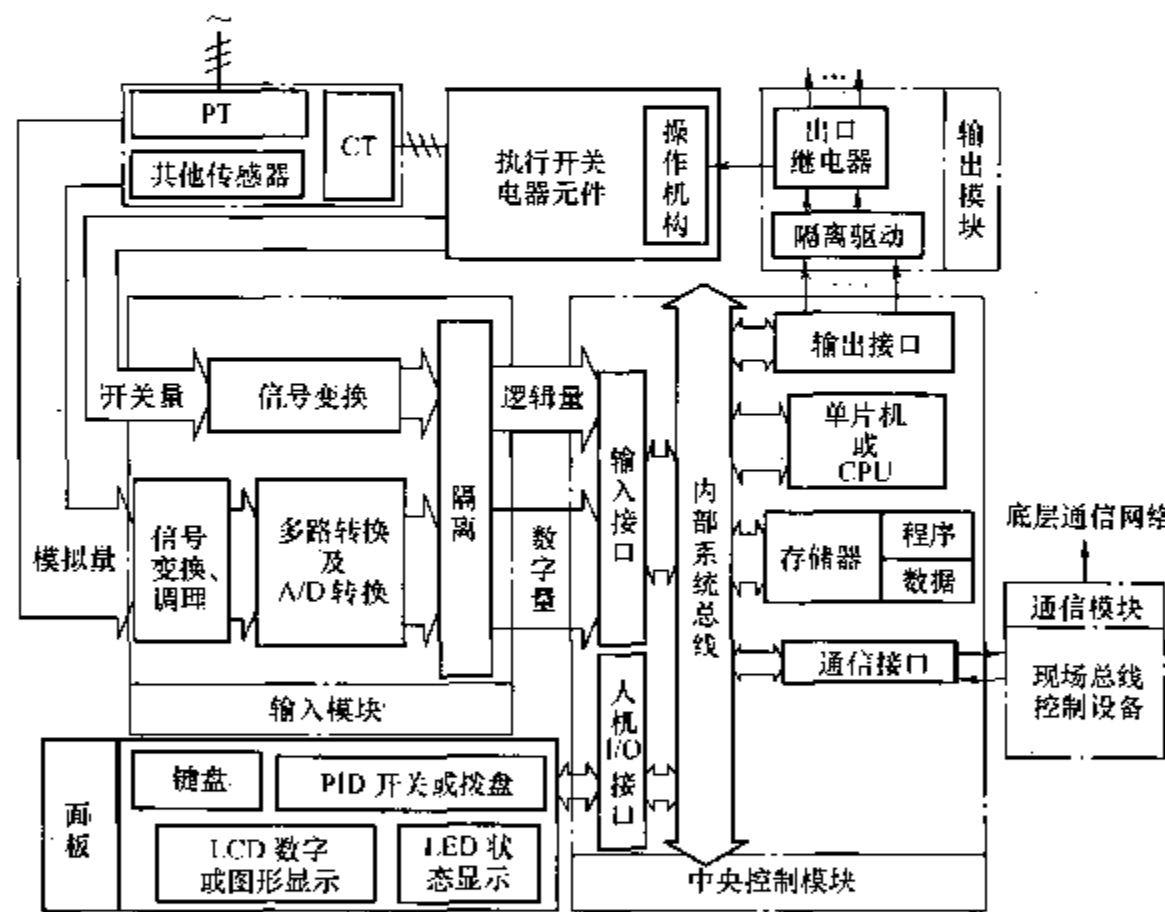 ~
PT
CT
其他传感器
执行开关
电器元件
操作机构
...
出口
继电器
隔离驱动
输出模块
...
开关量
信号变换
模拟量
信号
变换、
调理
多路转换
及
A/D 转换
隔离
逻辑量
数字量
输入模块
输入接口
内部系统总线
输出接口
单片机
或
CPU
存储器
程序
数据
通信接口
底层通信网络
通信模块
现场总线
控制设备
人机
I/O
接口
中央控制模块
面板
键盘
PID 开关或拨盘
LCD 数字
或图形显示
LED 状
态显示